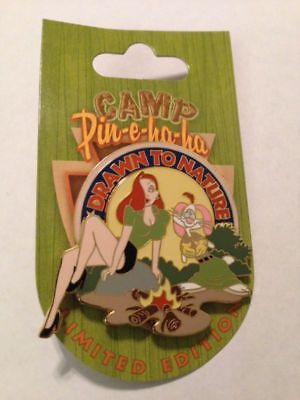 CAMP
Pin-e-ha-ha
DRAWN TO NATURE
LIMITED EDITION